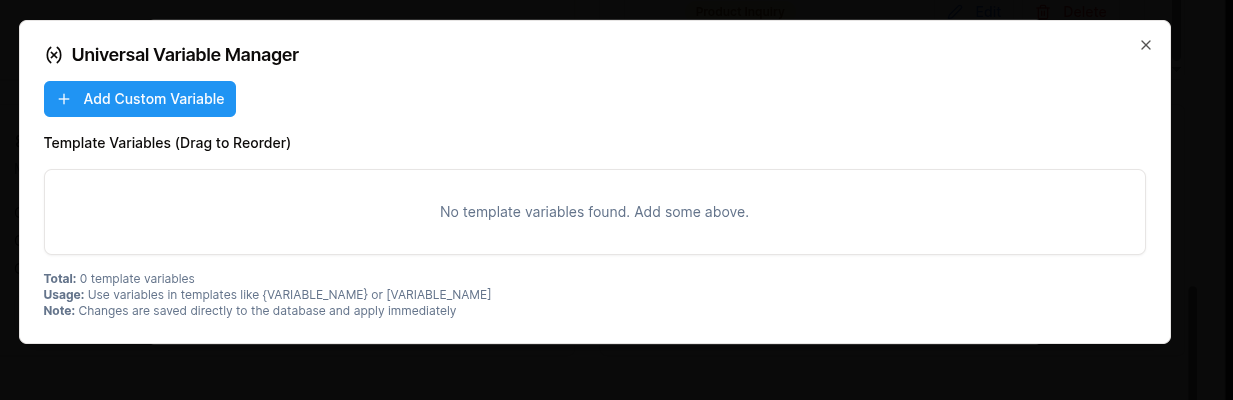 Product Inquiry
Edit
Delete
Universal Variable Manager
Add Custom Variable
Template Variables (Drag to Reorder)
No template variables found. Add some above.
Total: 0 template variables
Usage: Use variables in templates like {VARIABLE_NAME} or [VARIABLE_NAME]
Note: Changes are saved directly to the database and apply immediately